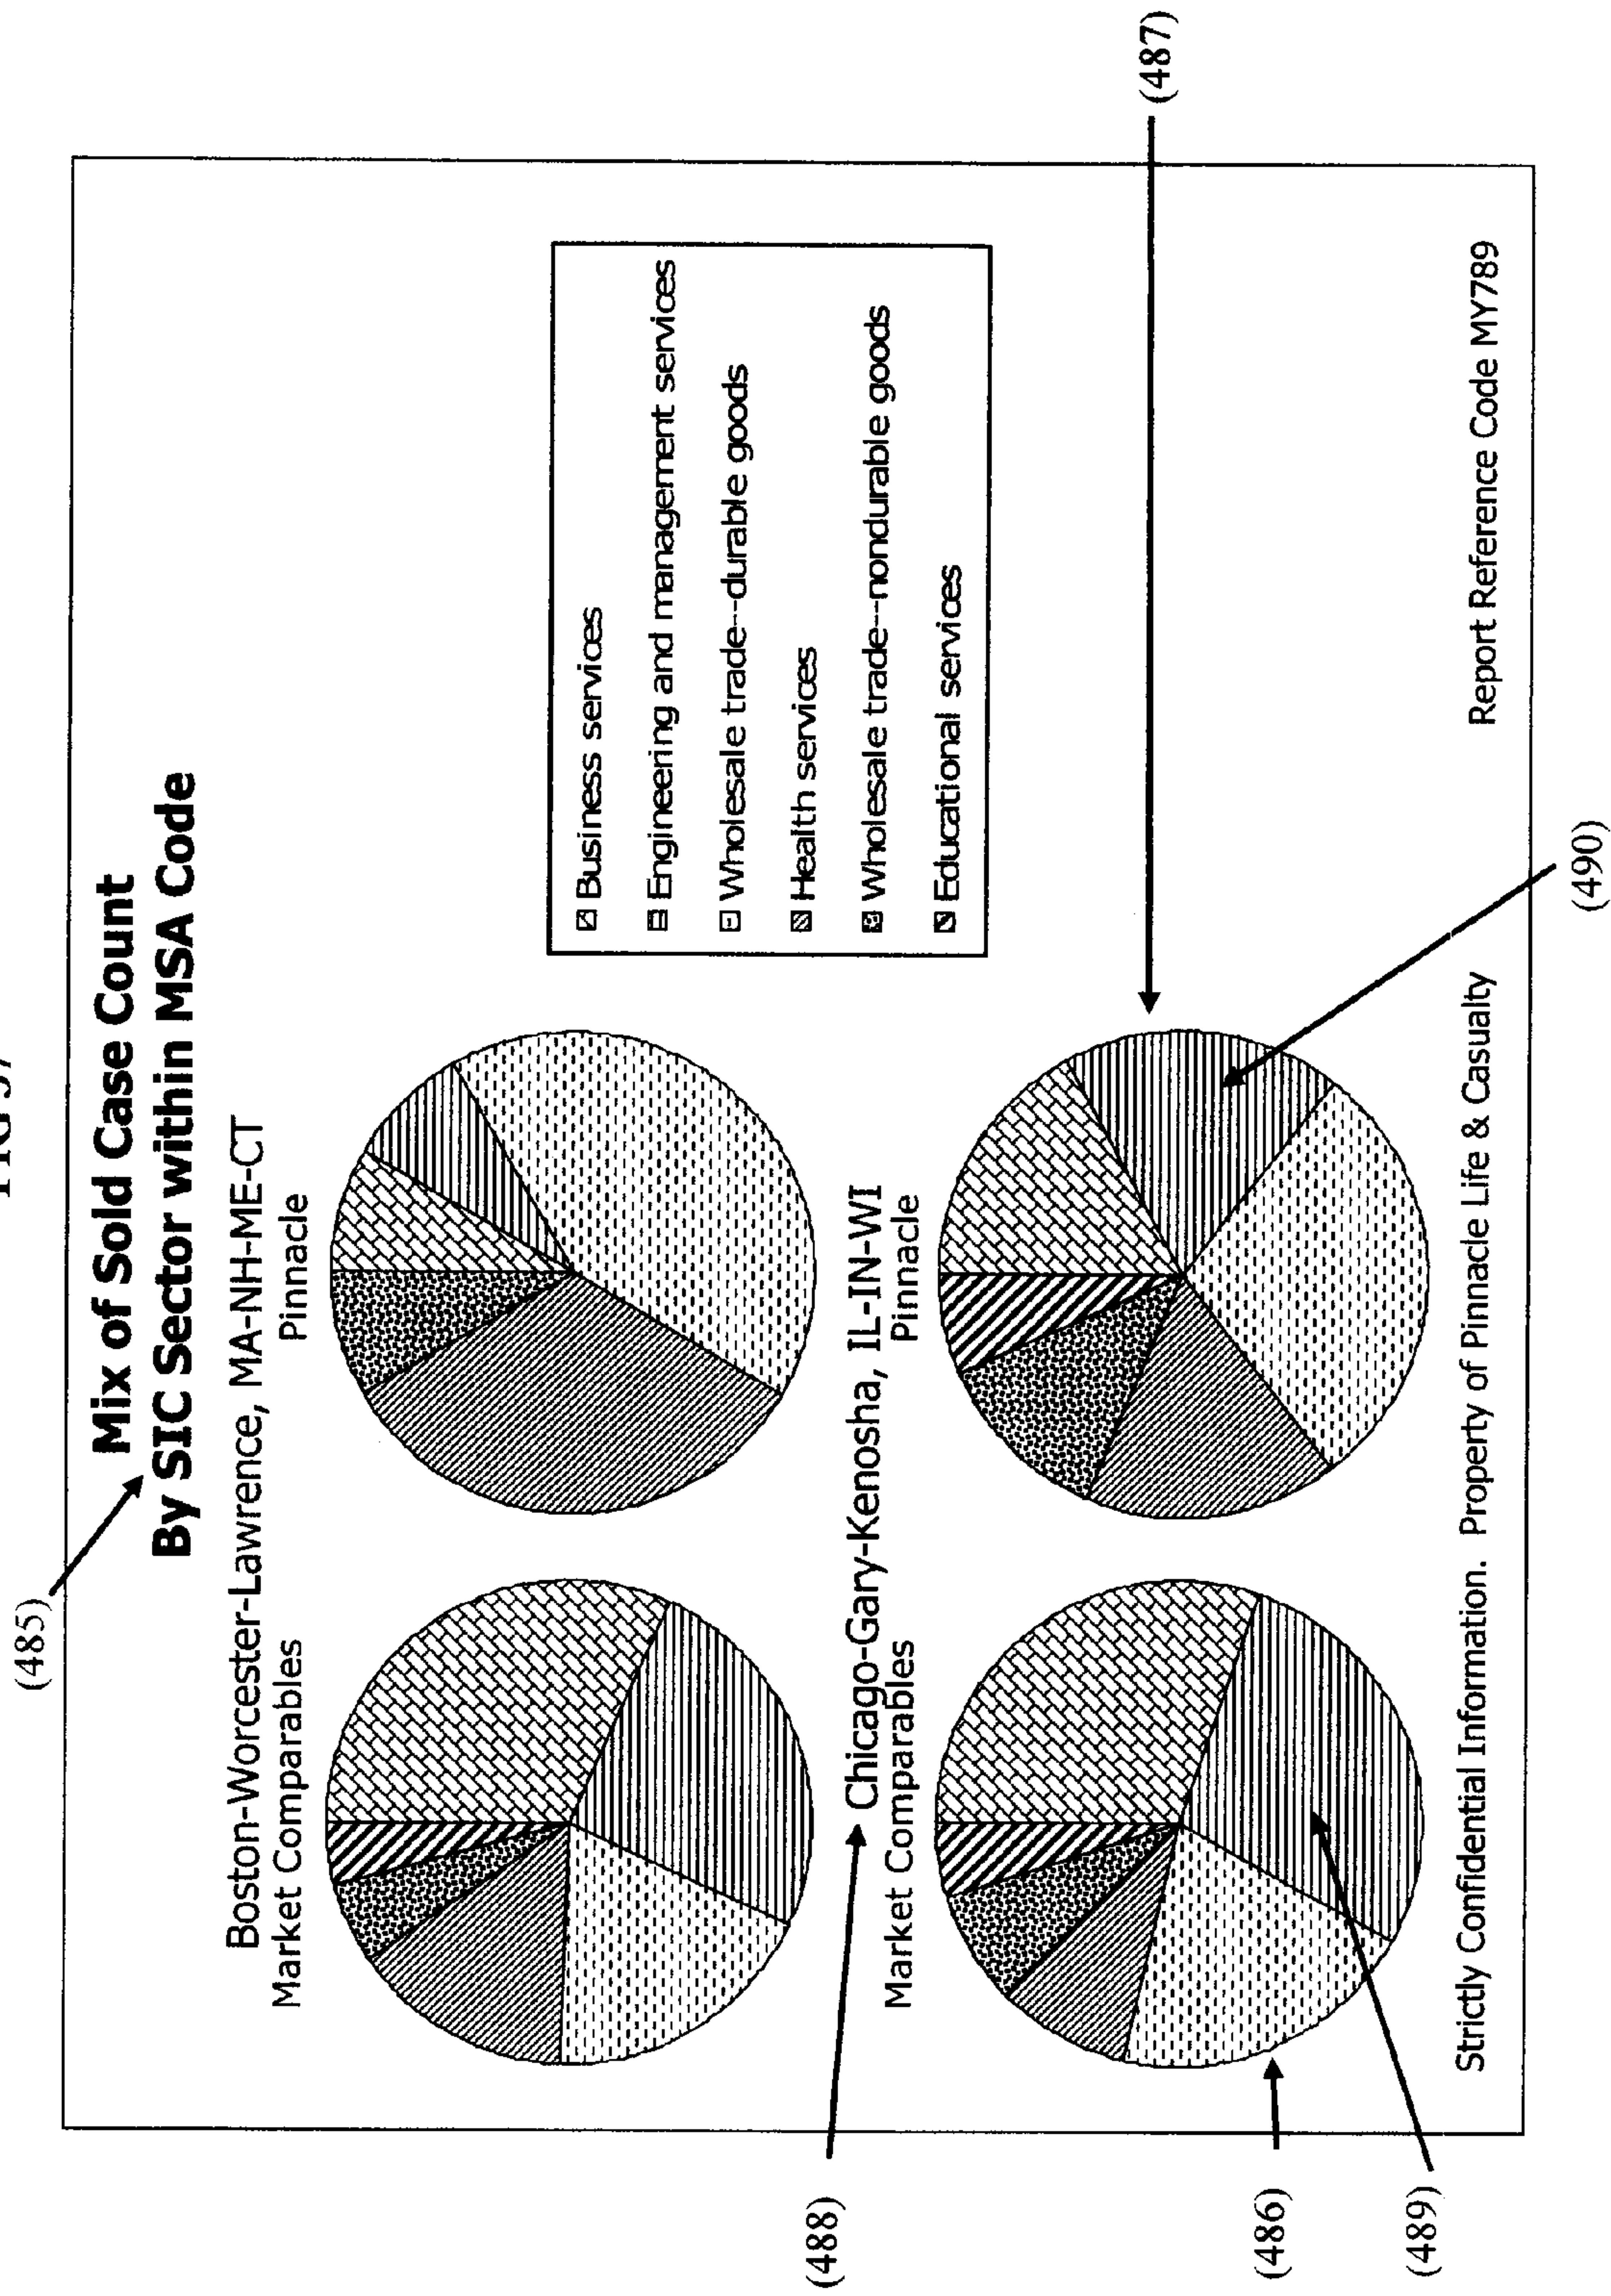 (485)
Mix of Sold Case Count
By SIC Sector within MSA Code
Boston-Worcester-Lawrence, MA-NH-ME-CT
Market Comparables
Pinnacle
Business services
Engineering and management services
Wholesale trade--durable goods
Health services
Wholesale trade--nondurable goods
Educational services
(488)
Chicago-Gary-Kenosha, IL-IN-WI
Market Comparables
Pinnacle
(487)
(486)
(489)
(490)
Strictly Confidential Information. Property of Pinnacle Life & Casualty
Report Reference Code MY789